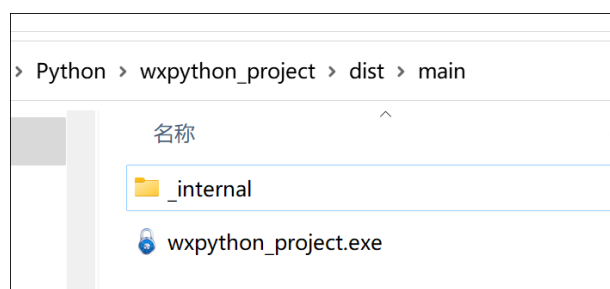 › Python › wxpython_project › dist › main
名称
_internal
wxpython_project.exe